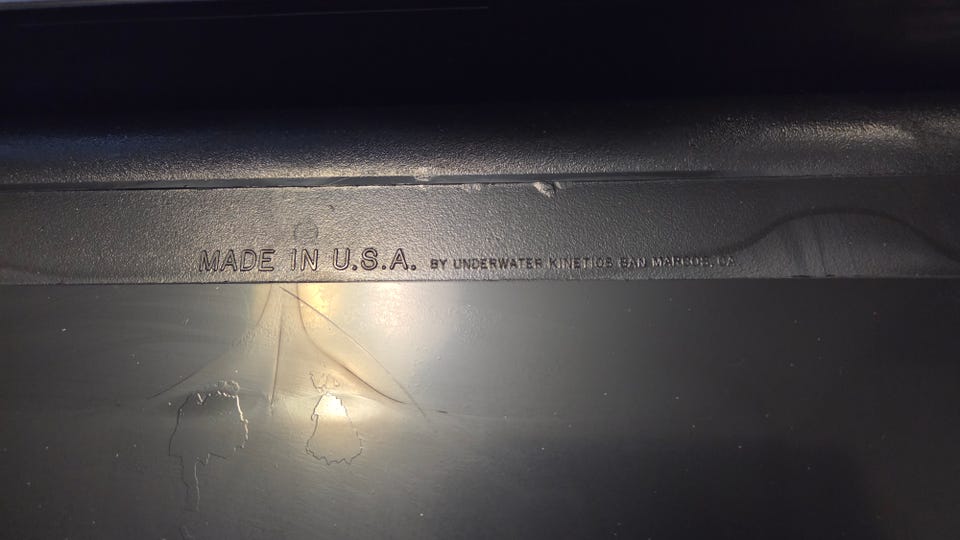 MADE IN U.S.A. BY UNDERWATER KINETICS SAN MARCOS, CA.